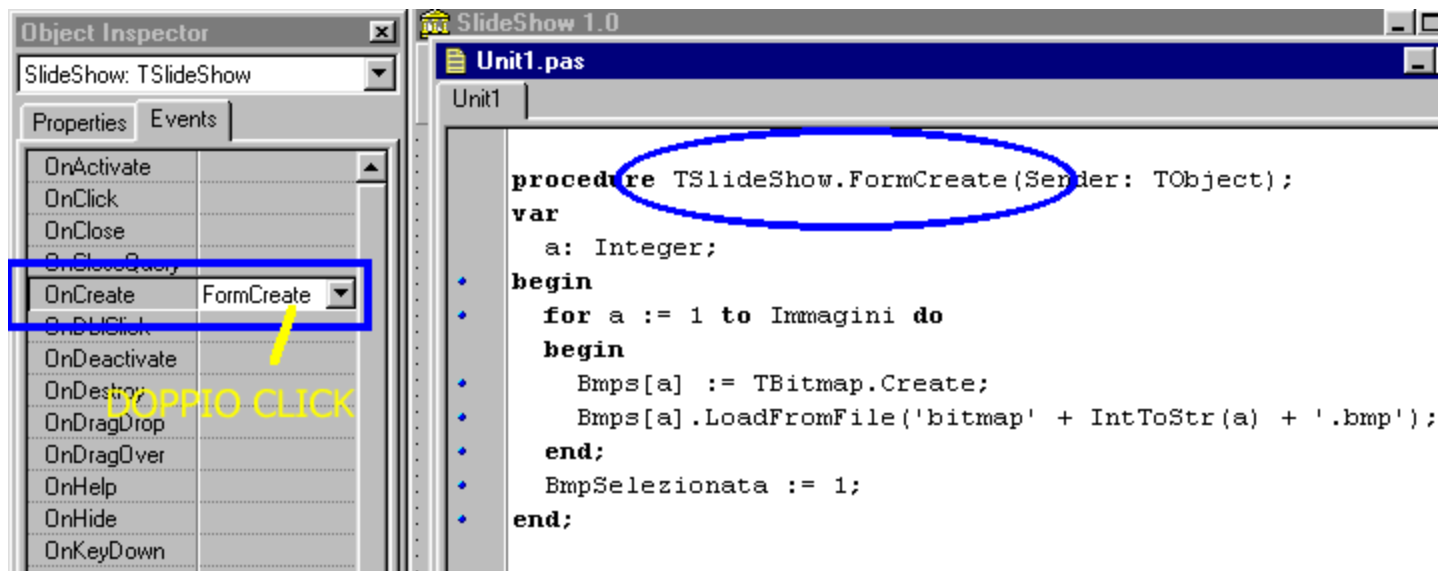 Object Inspector
SlideShow: TSlideShow
Properties Events
OnActivate
OnClick
OnClose
OnCloseQuery
OnCreate FormCreate
OnDblClick
OnDeactivate
OnDestroy
DOPPIO CLICK
OnDragDrop
OnDragOver
OnHelp
OnHide
OnKeyDown
SlideShow 1.0
Unit1.pas
Unit1
procedure TSlideShow.FormCreate(Sender: TObject);
var
a: Integer;
begin
for a := 1 to Immagini do
begin
Bmps[a] := TBitmap.Create;
Bmps[a].LoadFromFile('bitmap' + IntToStr(a) + '.bmp');
end;
BmpSelezionata := 1;
end;